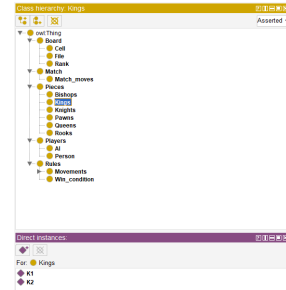 Class hierarchy: Kings
Asserted
owl:Thing
Board
Cell
File
Rank
Match
Match_moves
Pieces
Bishops
Kings
Knights
Pawns
Queens
Rooks
Players
AI
Person
Rules
Movements
Win_condition
Direct instances:
For: Kings
K1
K2